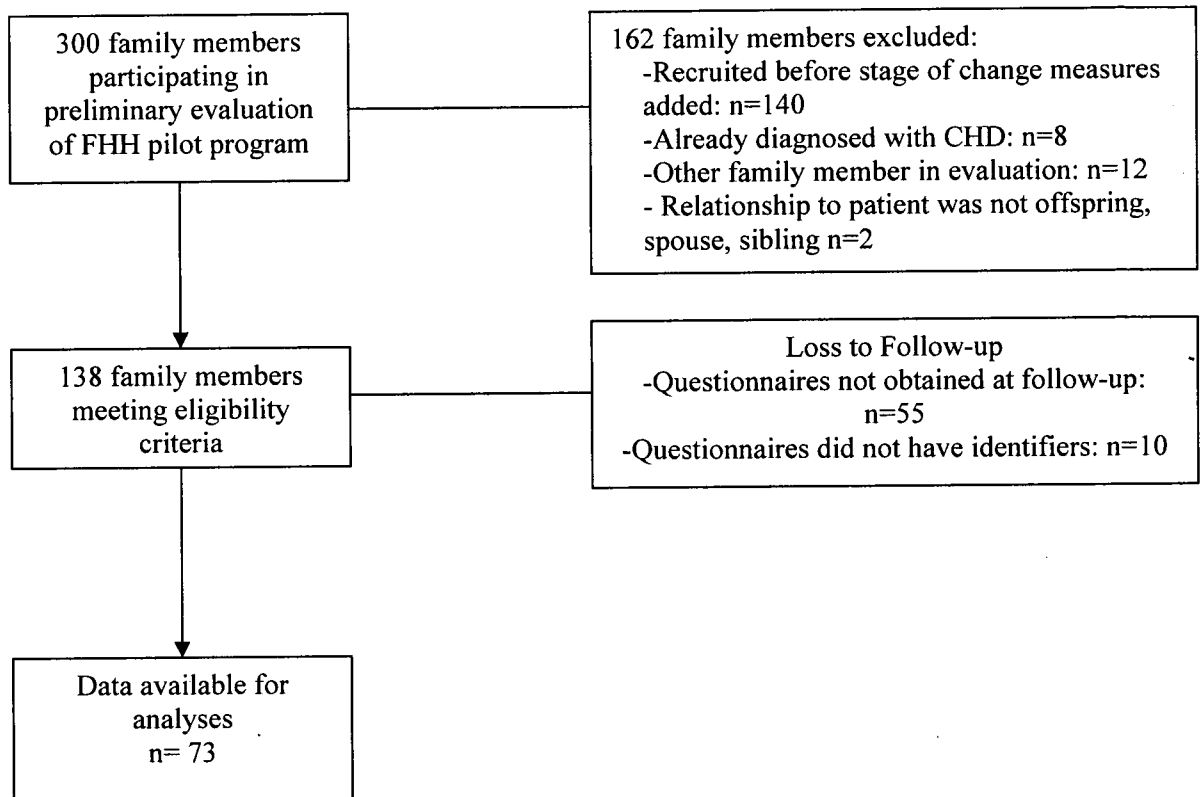 300 family members
participating in
preliminary evaluation
of FHH pilot program
162 family members excluded:
-Recruited before stage of change measures
added: n=140
-Already diagnosed with CHD: n=8
-Other family member in evaluation: n=12
- Relationship to patient was not offspring,
spouse, sibling n=2
138 family members
meeting eligibility
criteria
Loss to Follow-up
-Questionnaires not obtained at follow-up:
n=55
-Questionnaires did not have identifiers: n=10
Data available for
analyses
n= 73